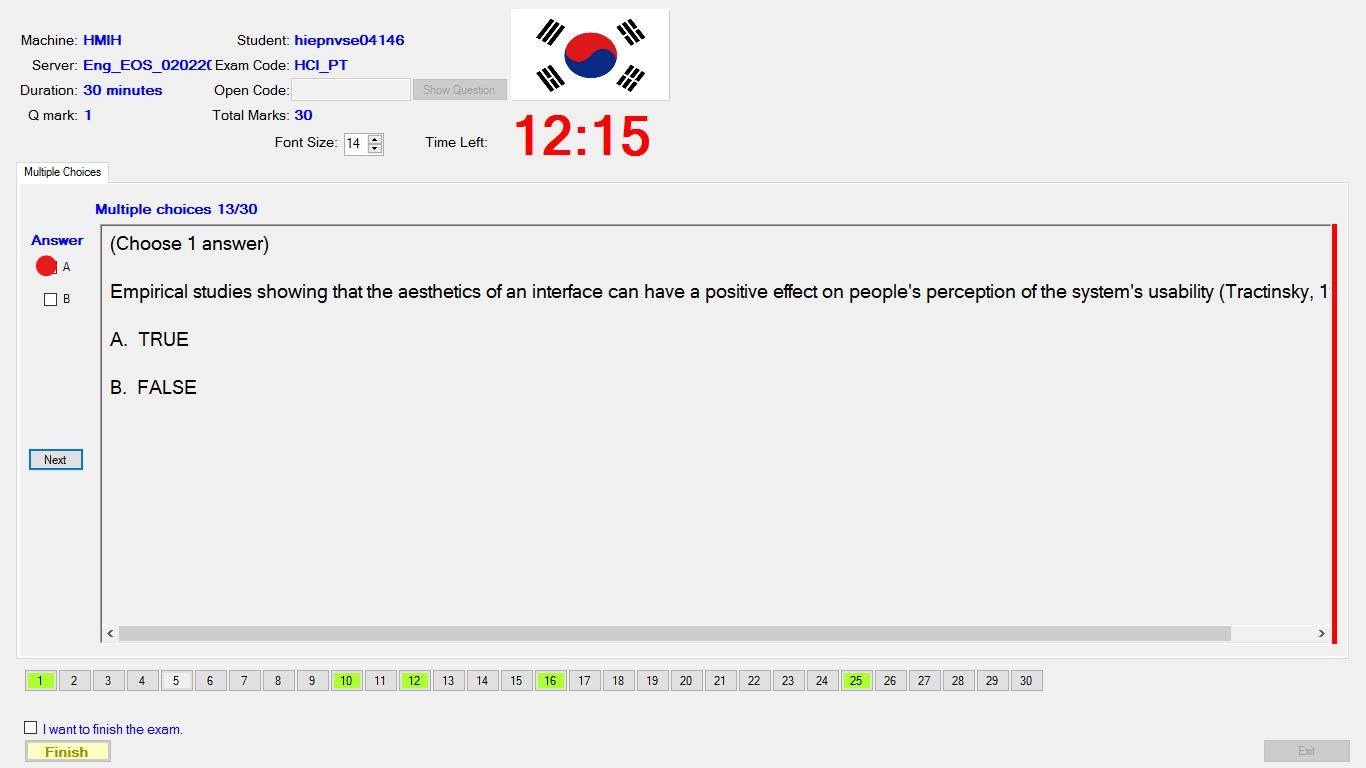 Machine: HMIH Student: hiepnvse04146
Server: Eng_EOS_02022 Exam Code: HCI_PT
Duration: 30 minutes Open Code: Show Question
Q mark: 1 Total Marks: 30
Font Size: 14 Time Left: 12:15
Multiple Choices
Multiple choices 13/30
Answer
A
B
(Choose 1 answer)
Empirical studies showing that the aesthetics of an interface can have a positive effect on people's perception of the system's usability (Tractinsky, 1
A. TRUE
B. FALSE
Next
1 2 3 4 5 6 7 8 9 10 11 12 13 14 15 16 17 18 19 20 21 22 23 24 25 26 27 28 29 30
I want to finish the exam.
Finish Exit